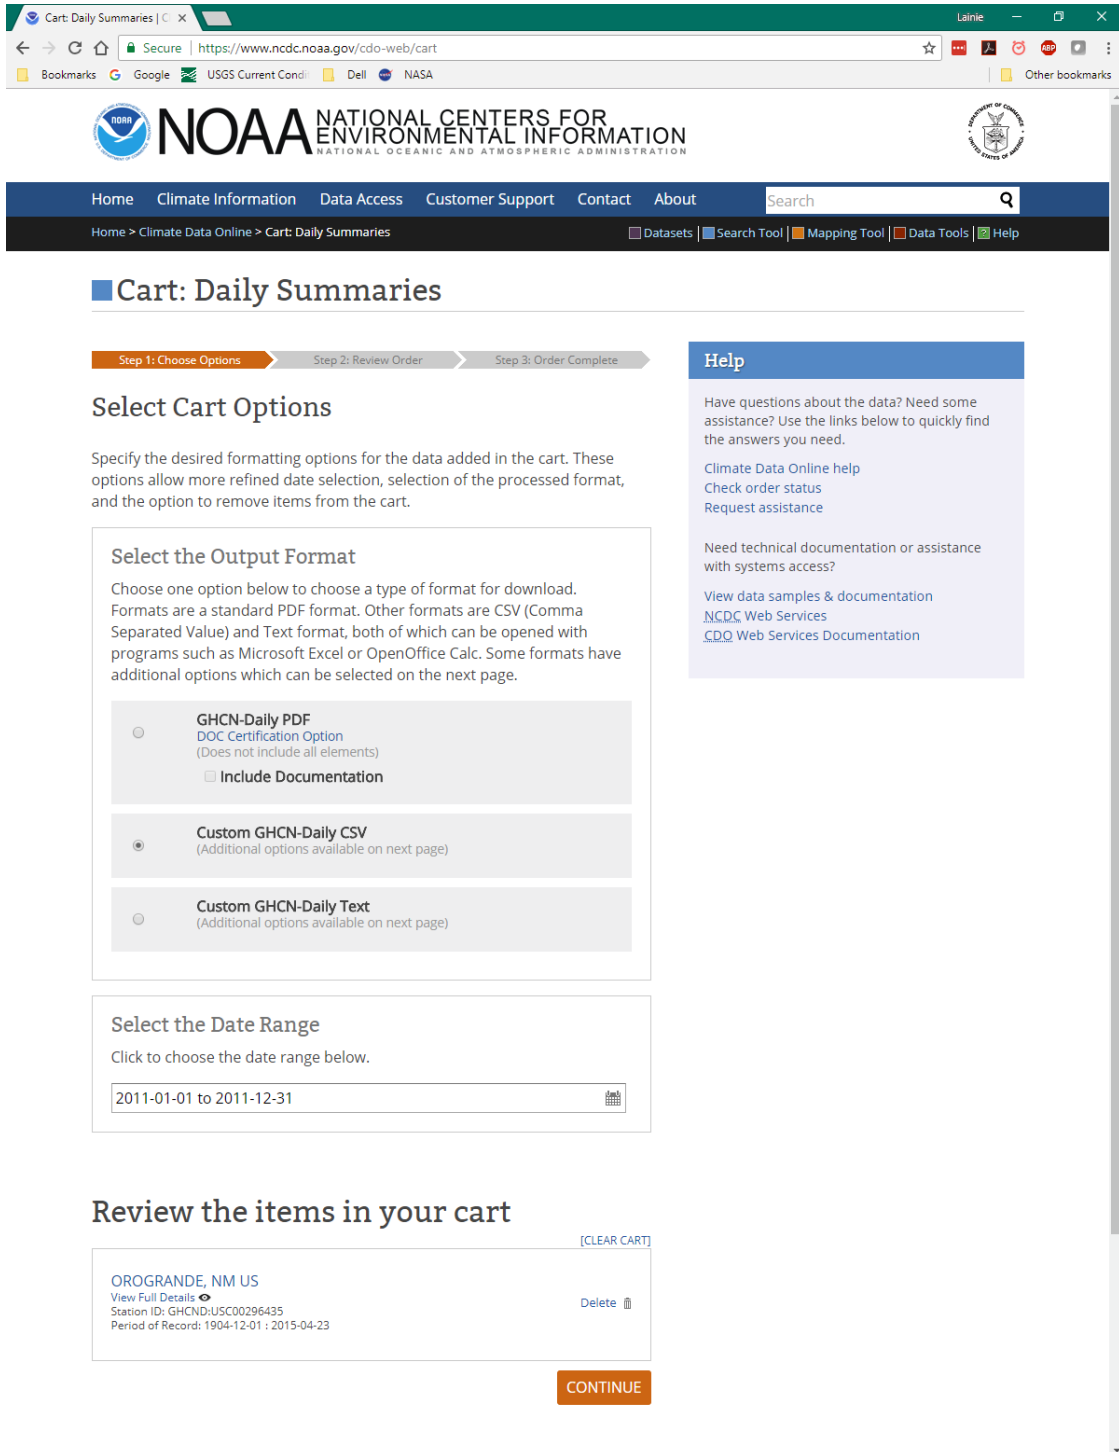 Cart: Daily Summaries | C
Lainie
Secure | https://www.ncdc.noaa.gov/cdo-web/cart
ABP
Bookmarks Google USGS Current Condi Dell NASA Other bookmarks
NOAA
NOAA NATIONAL CENTERS FOR
ENVIRONMENTAL INFORMATION
NATIONAL OCEANIC AND ATMOSPHERIC ADMINISTRATION
Home Climate Information Data Access Customer Support Contact About Search
Home > Climate Data Online > Cart: Daily Summaries Datasets | Search Tool | Mapping Tool | Data Tools | ? Help
Cart: Daily Summaries
Step 1: Choose Options Step 2: Review Order Step 3: Order Complete
Select Cart Options
Specify the desired formatting options for the data added in the cart. These
options allow more refined date selection, selection of the processed format,
and the option to remove items from the cart.
Select the Output Format
Choose one option below to choose a type of format for download.
Formats are a standard PDF format. Other formats are CSV (Comma
Separated Value) and Text format, both of which can be opened with
programs such as Microsoft Excel or OpenOffice Calc. Some formats have
additional options which can be selected on the next page.
GHCN-Daily PDF
DOC Certification Option
(Does not include all elements)
Include Documentation
Custom GHCN-Daily CSV
(Additional options available on next page)
Custom GHCN-Daily Text
(Additional options available on next page)
Select the Date Range
Click to choose the date range below.
2011-01-01 to 2011-12-31
Review the items in your cart
[CLEAR CART]
OROGRANDE, NM US
View Full Details
Station ID: GHCND:USC00296435
Period of Record: 1904-12-01 : 2015-04-23
Delete
CONTINUE
Help
Have questions about the data? Need some
assistance? Use the links below to quickly find
the answers you need.
Climate Data Online help
Check order status
Request assistance
Need technical documentation or assistance
with systems access?
View data samples & documentation
NCDC Web Services
CDO Web Services Documentation